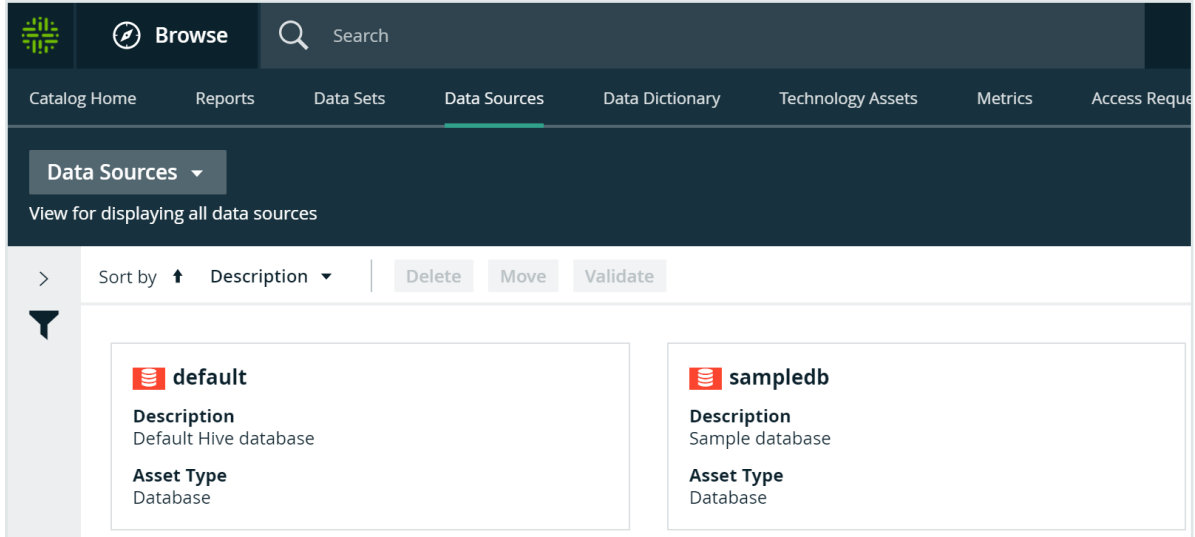 Browse Search
Catalog Home Reports Data Sets Data Sources Data Dictionary Technology Assets Metrics Access Reque
Data Sources
View for displaying all data sources
Sort by Description Delete Move Validate
default
Description
Default Hive database
Asset Type
Database
sampledb
Description
Sample database
Asset Type
Database